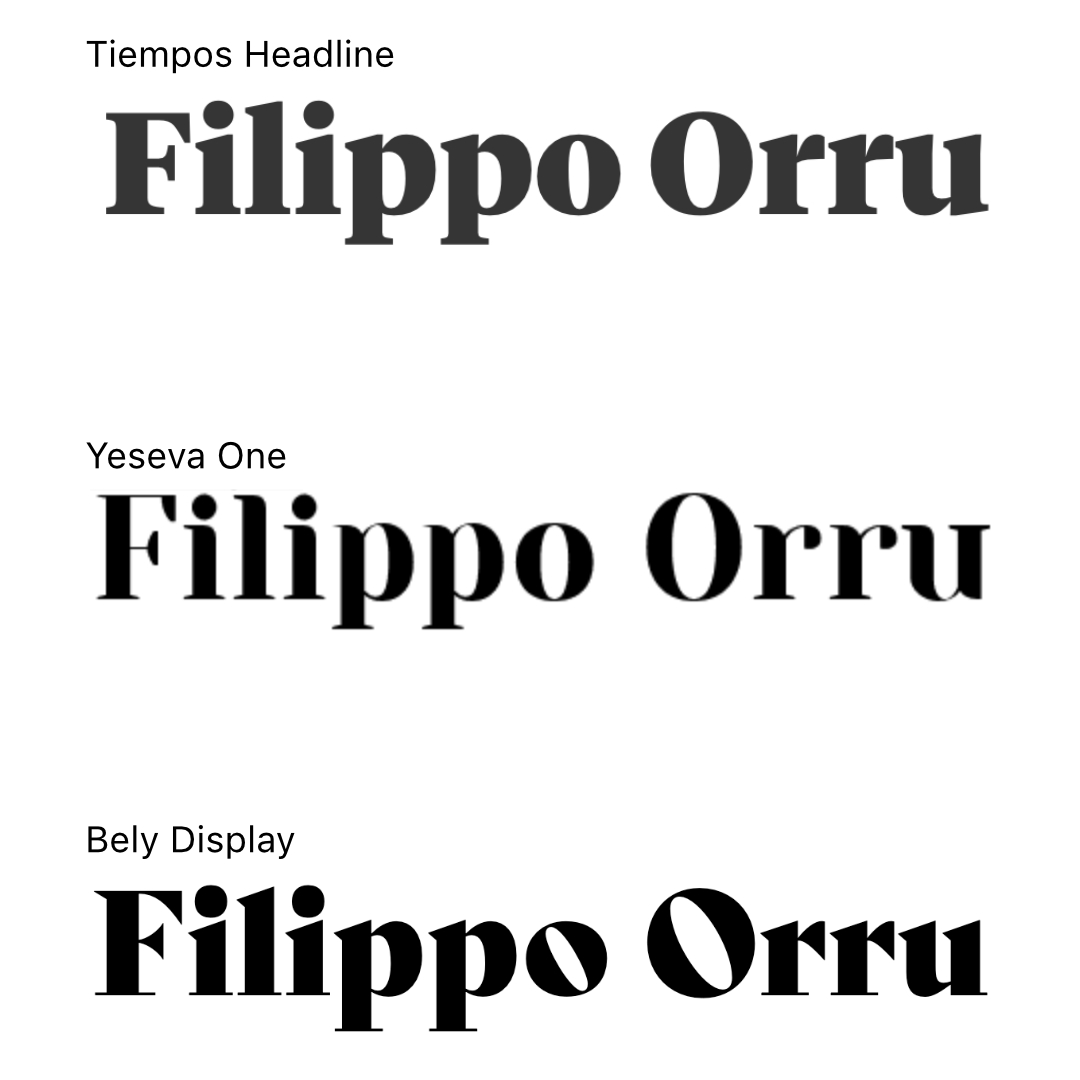 Tiempos Headline
Filippo Orru
Yeseva One
Filippo Orru
Bely Display
Filippo Orru